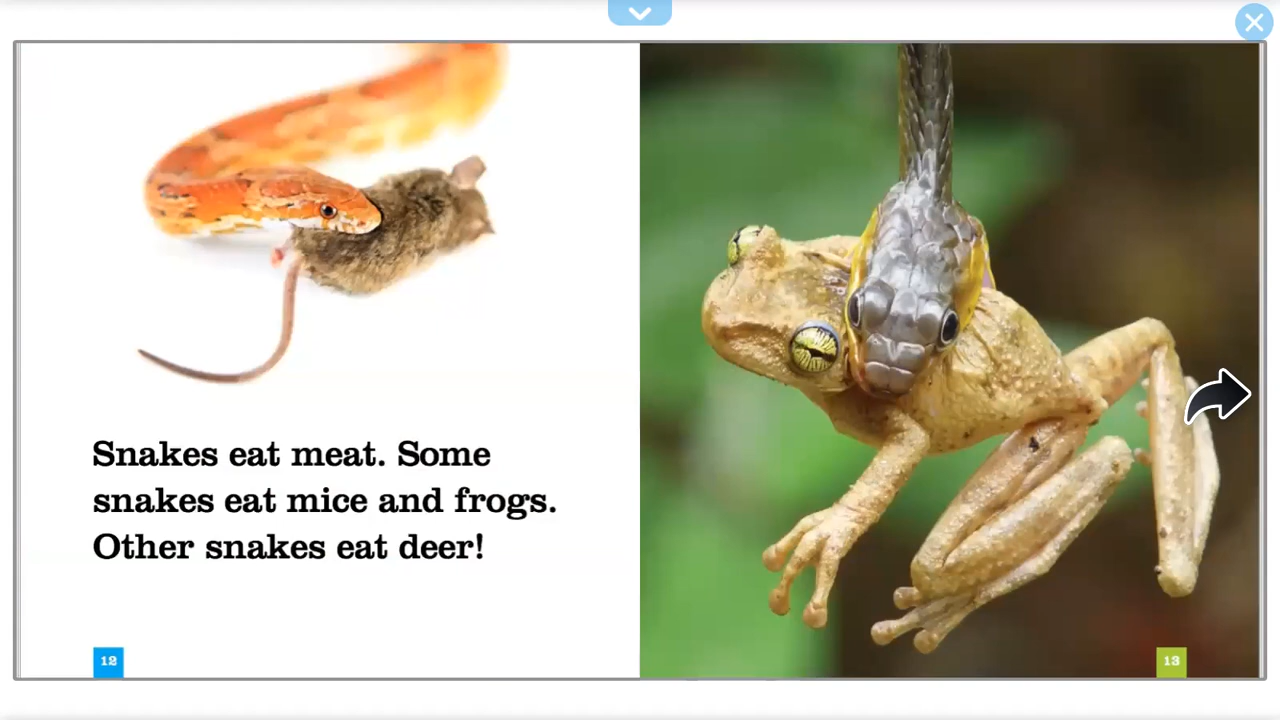 Snakes eat meat. Some
snakes eat mice and frogs.
Other snakes eat deer!
12
13